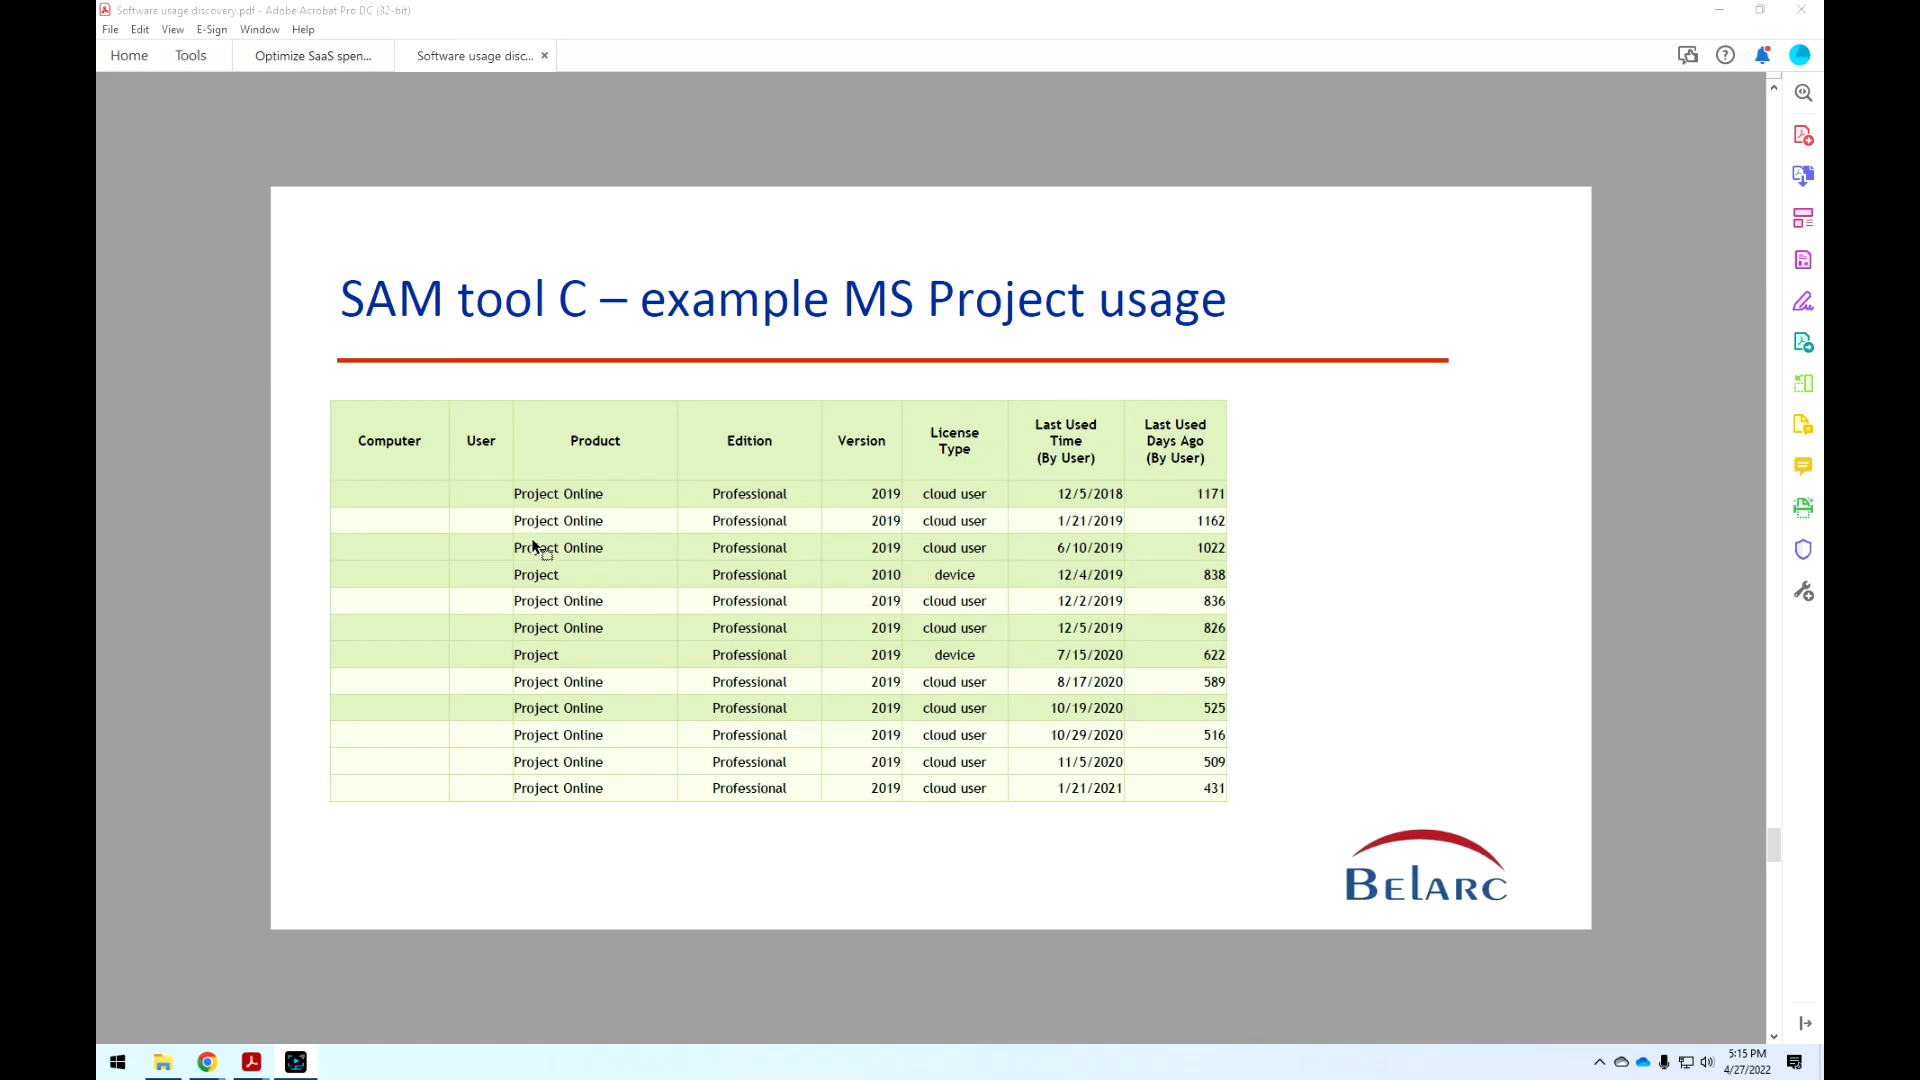 Software usage.discovery.pdf - Adobe Acrobat Pro DC (32-bit)
File Edit View E-Sign Window Help
Home Tools Optimize SaaS spen... Software usage disc... ×
SAM tool C – example MS Project usage
Computer User Product Edition Version License Type Last Used Time (By User) Last Used Days Ago (By User)
Project Online Professional 2019 cloud user 12/5/2018 1171
Project Online Professional 2019 cloud user 1/21/2019 1162
Project Online Professional 2019 cloud user 6/10/2019 1022
Project Professional 2010 device 12/4/2019 838
Project Online Professional 2019 cloud user 12/2/2019 836
Project Online Professional 2019 cloud user 12/5/2019 826
Project Professional 2019 device 7/15/2020 622
Project Online Professional 2019 cloud user 8/17/2020 589
Project Online Professional 2019 cloud user 10/19/2020 525
Project Online Professional 2019 cloud user 10/29/2020 516
Project Online Professional 2019 cloud user 11/5/2020 509
Project Online Professional 2019 cloud user 1/21/2021 431
BELARC
5:15 PM
4/27/2022